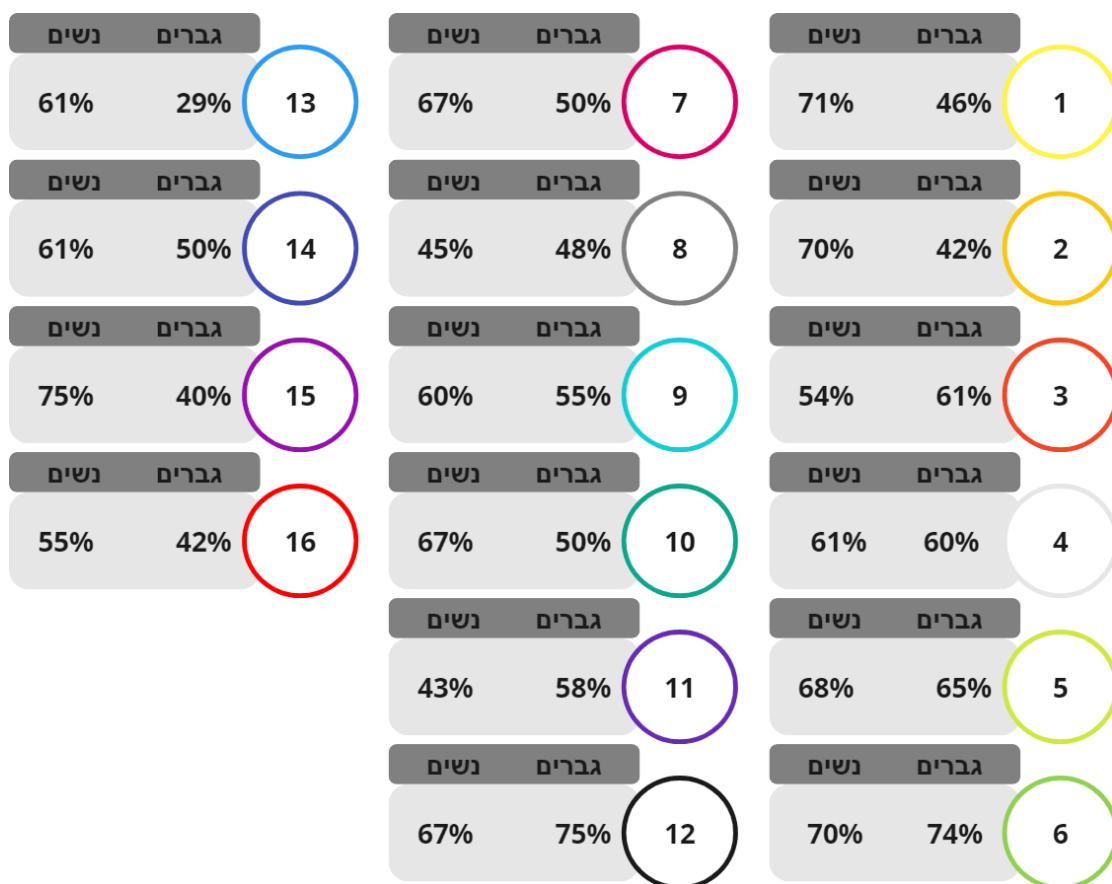 גברים נשים
1 46% 71%
גברים נשים
2 42% 70%
גברים נשים
3 61% 54%
גברים נשים
4 60% 61%
גברים נשים
5 65% 68%
גברים נשים
6 74% 70%
גברים נשים
7 50% 67%
גברים נשים
8 48% 45%
גברים נשים
9 55% 60%
גברים נשים
10 50% 67%
גברים נשים
11 58% 43%
גברים נשים
12 75% 67%
גברים נשים
13 29% 61%
גברים נשים
14 50% 61%
גברים נשים
15 40% 75%
גברים נשים
16 42% 55%